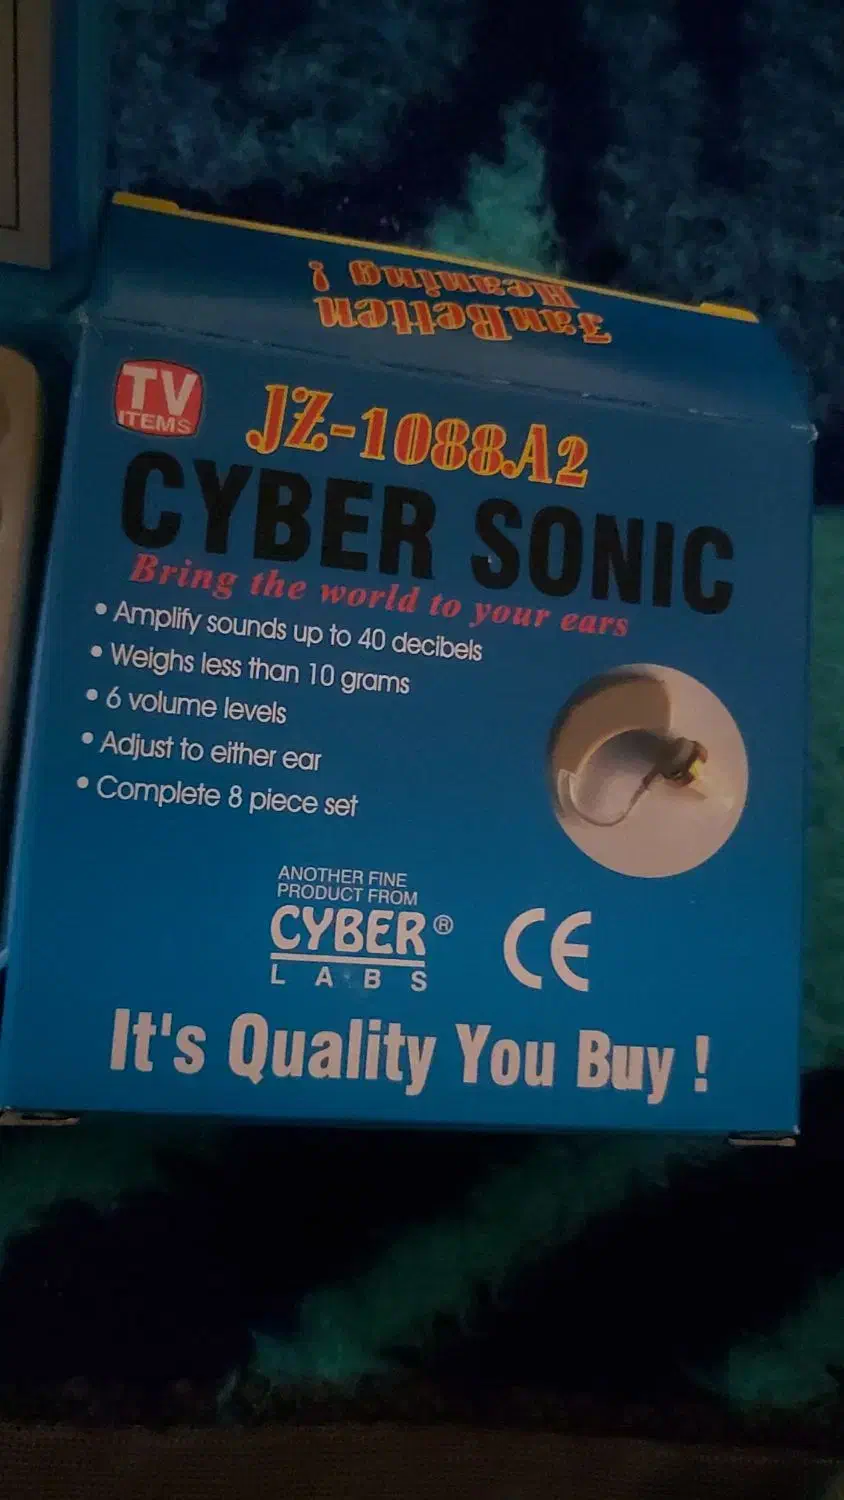 Far Better
Hearing !
TV
ITEMS
JZ-1088A2
CYBER SONIC
Bring the world to your ears
• Amplify sounds up to 40 decibels
• Weighs less than 10 grams
• 6 volume levels
• Adjust to either ear
• Complete 8 piece set
ANOTHER FINE
PRODUCT FROM
CYBER®
LABS
CE
It's Quality You Buy !